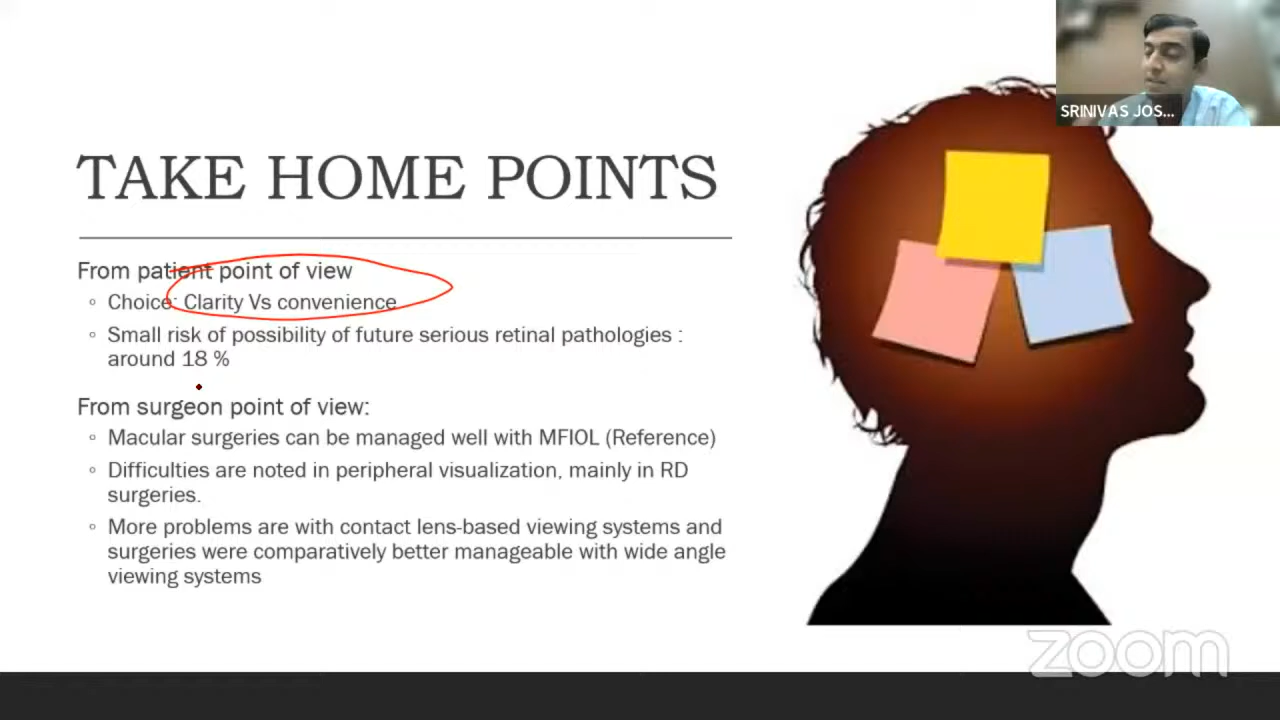 SRINIVAS JOS...
TAKE HOME POINTS
From patient point of view
◦ Choice: Clarity Vs convenience
◦ Small risk of possibility of future serious retinal pathologies :
around 18 %
From surgeon point of view:
◦ Macular surgeries can be managed well with MFIOL (Reference)
◦ Difficulties are noted in peripheral visualization, mainly in RD
surgeries.
◦ More problems are with contact lens-based viewing systems and
surgeries were comparatively better manageable with wide angle
viewing systems
zoom